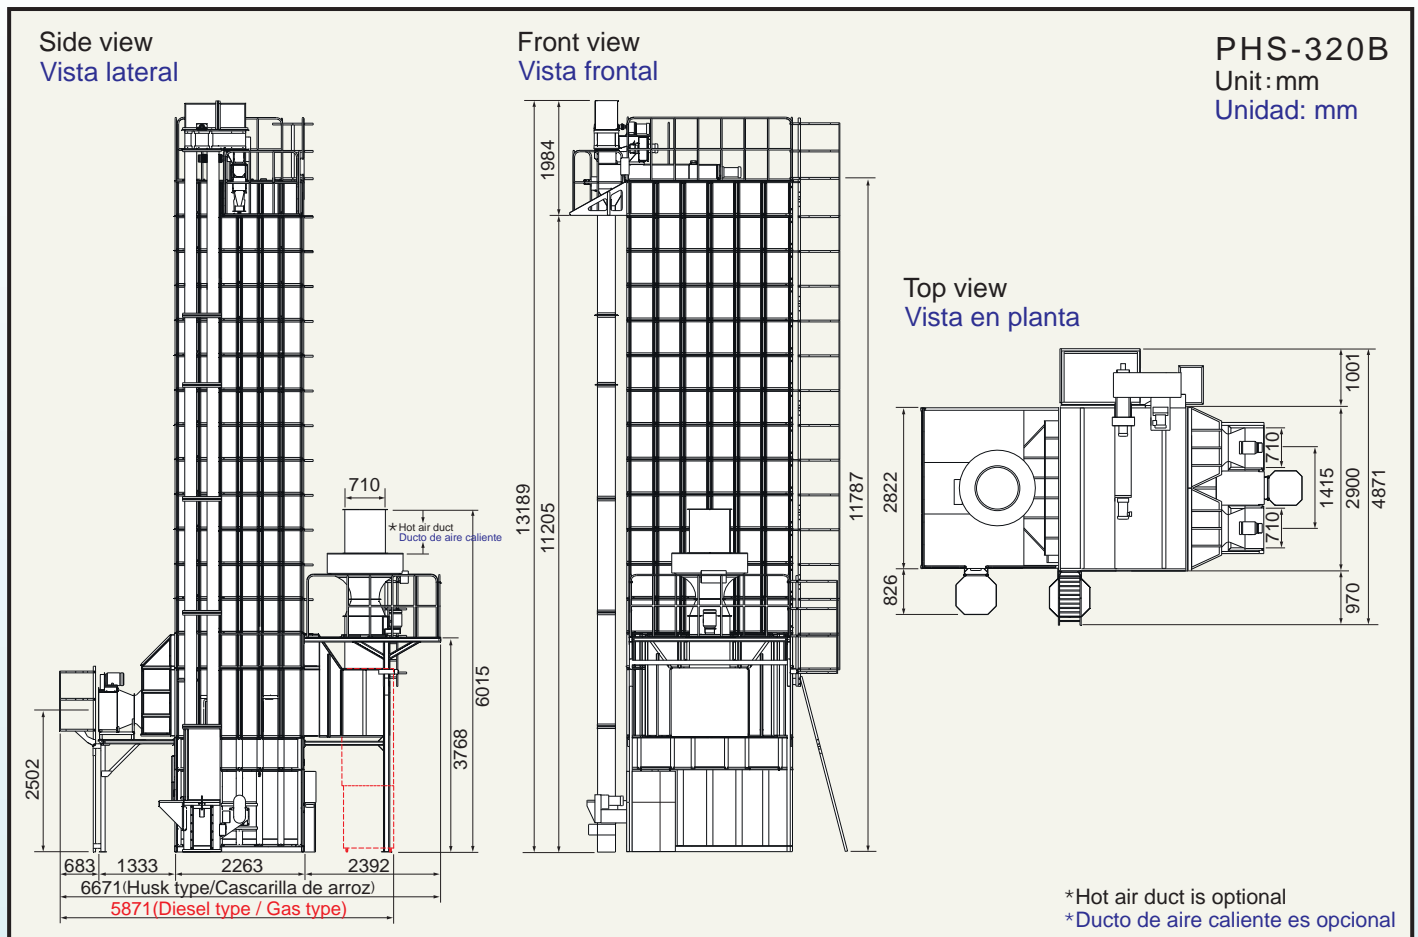 Side view
Vista lateral
Front view
Vista frontal
PHS-320B
Unit:mm
Unidad: mm
1984
13189
11205
11787
710
*Hot air duct
Ducto de aire caliente
6015
3768
2502
683
1333
2263
2392
6671(Husk type/Cascarilla de arroz)
5871(Diesel type / Gas type)
Top view
Vista en planta
1001
2822
826
710
710
1415
2900
4871
970
*Hot air duct is optional
*Ducto de aire caliente es opcional